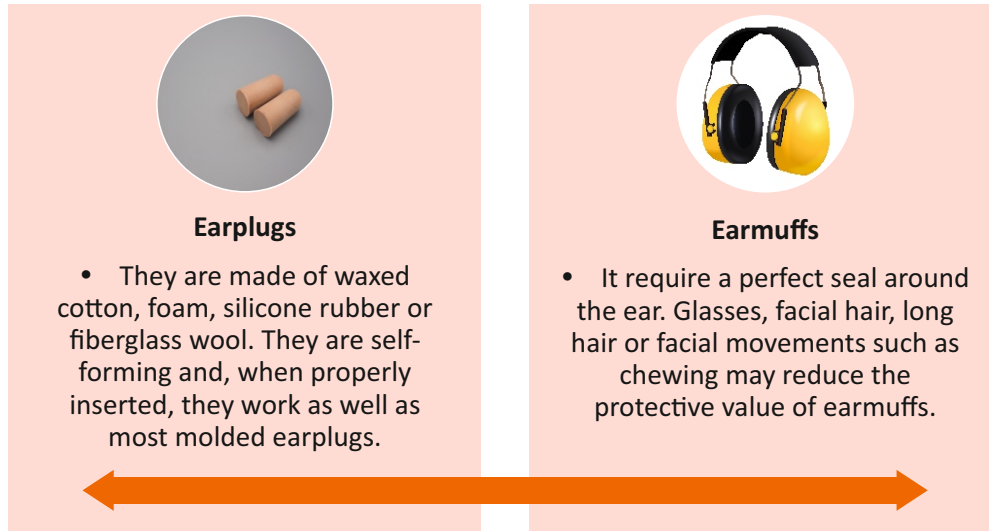 Earplugs
• They are made of waxed
cotton, foam, silicone rubber or
fiberglass wool. They are self-
forming and, when properly
inserted, they work as well as
most molded earplugs.
Earmuffs
• It require a perfect seal around
the ear. Glasses, facial hair, long
hair or facial movements such as
chewing may reduce the
protective value of earmuffs.